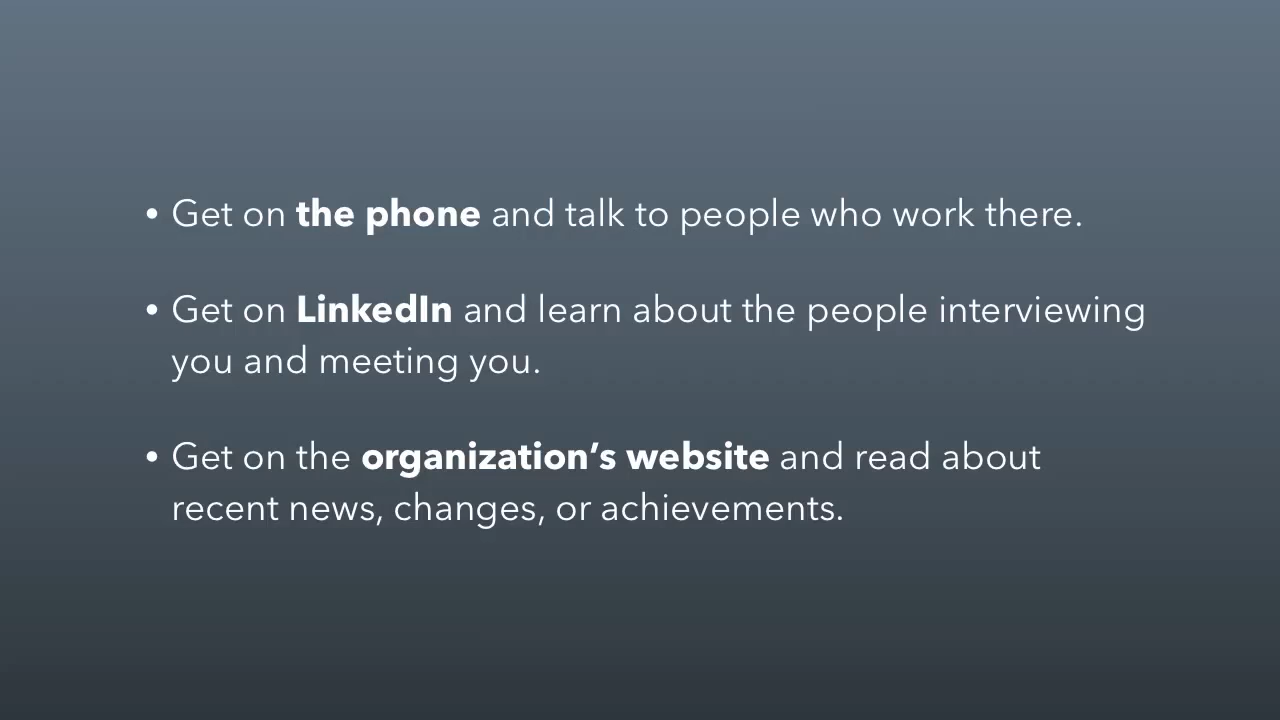 • Get on the phone and talk to people who work there.
• Get on LinkedIn and learn about the people interviewing
you and meeting you.
• Get on the organization’s website and read about
recent news, changes, or achievements.